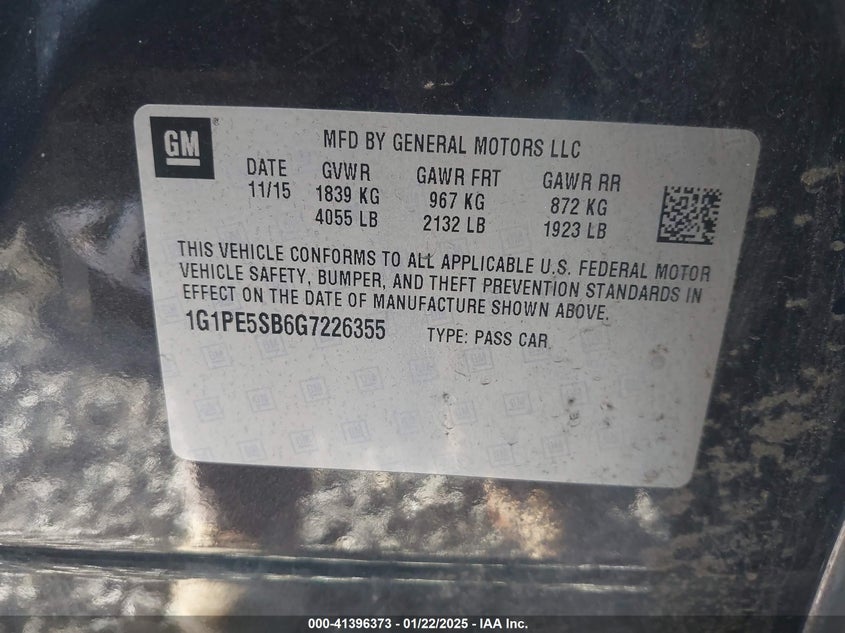 GM
MFD BY GENERAL MOTORS LLC
DATE GVWR GAWR FRT GAWR RR
11/15 1839 KG 967 KG 872 KG
4055 LB 2132 LB 1923 LB
THIS VEHICLE CONFORMS TO ALL APPLICABLE U.S. FEDERAL MOTOR
VEHICLE SAFETY, BUMPER, AND THEFT PREVENTION STANDARDS IN
EFFECT ON THE DATE OF MANUFACTURE SHOWN ABOVE.
1G1PE5SB6G7226355 TYPE: PASS CAR
000-41396373 — 01/22/2025 — IAA Inc.